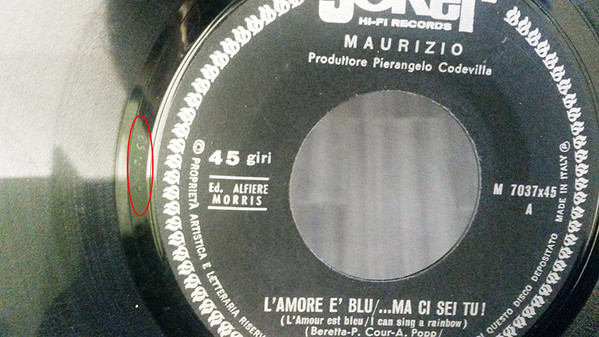 JOKER
HI-FI RECORDS
MAURIZIO
Produttore Pierangelo Codevilla
45 giri
Ed. ALFIERE
MORRIS
M 7037x45
A
L'AMORE E' BLU/...MA CI SEI TU!
(L'Amour est bleu/I can sing a rainbow)
(Beretta-P. Cour-A. Popp)
PROPRIETÀ ARTISTICA E LETTERARIA
DI QUESTO DISCO DEPOSITATO MADE IN ITALY